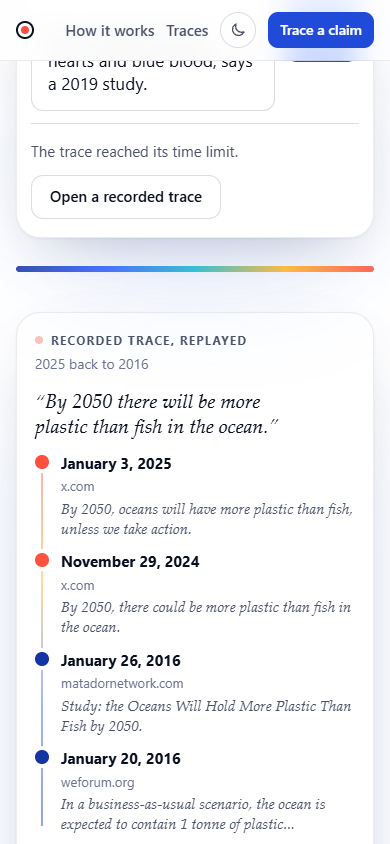 How it works Traces Trace a claim
hearts and blue blood, says
a 2019 study.
The trace reached its time limit.
Open a recorded trace
RECORDED TRACE, REPLAYED
2025 back to 2016
“By 2050 there will be more
plastic than fish in the ocean.”
January 3, 2025
x.com
By 2050, oceans will have more plastic than fish,
unless we take action.
November 29, 2024
x.com
By 2050, there could be more plastic than fish in
the ocean.
January 26, 2016
matadornetwork.com
Study: the Oceans Will Hold More Plastic Than
Fish by 2050.
January 20, 2016
weforum.org
In a business-as-usual scenario, the ocean is
expected to contain 1 tonne of plastic...